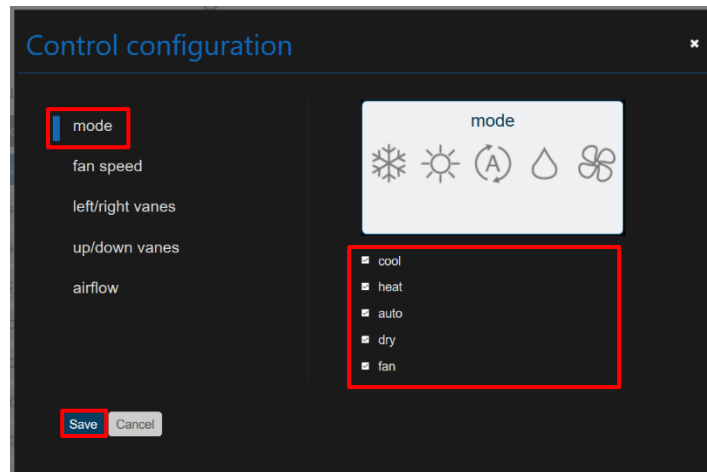 Control configuration
mode
fan speed
left/right vanes
up/down vanes
airflow
mode
A
cool
heat
auto
dry
fan
Save
Cancel